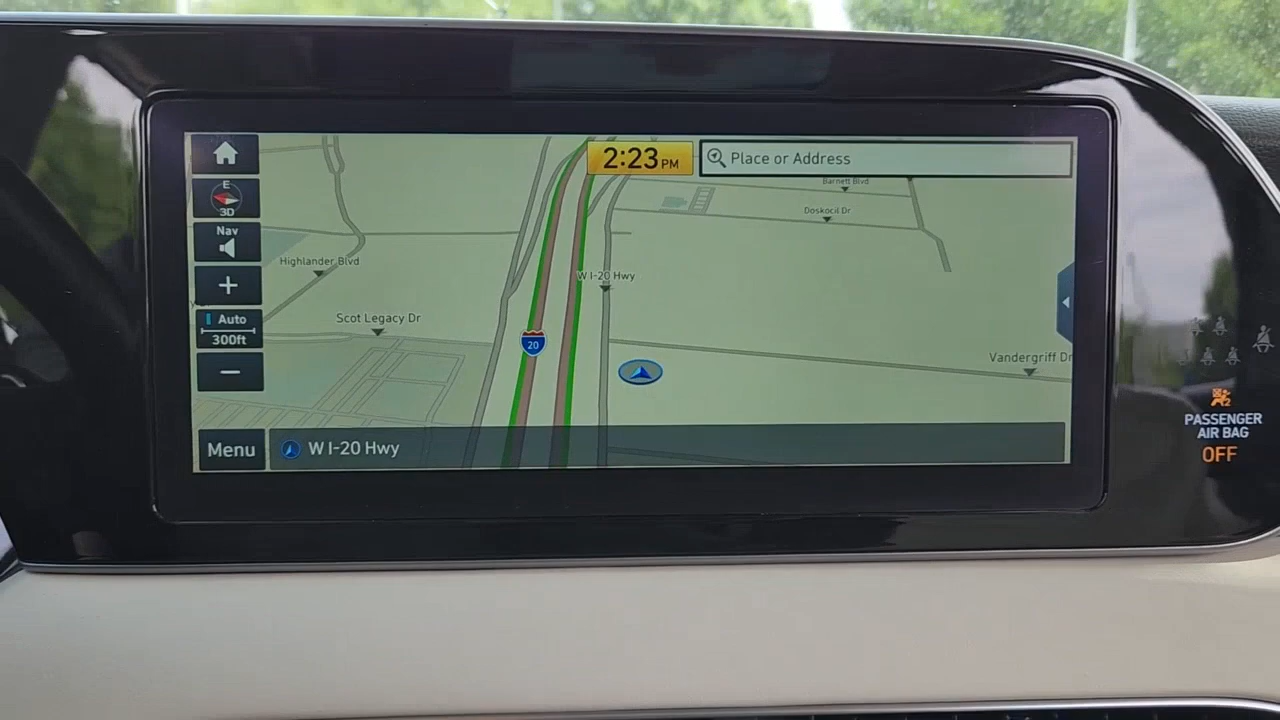 2:23 PM
Place or Address
E
3D
Nav
Barnett Blvd
Doskocil Dr
Highlander Blvd
W I-20 Hwy
Auto
300ft
Scot Legacy Dr
20
Vandergriff Dr
Menu
W I-20 Hwy
PASSENGER
AIR BAG
OFF